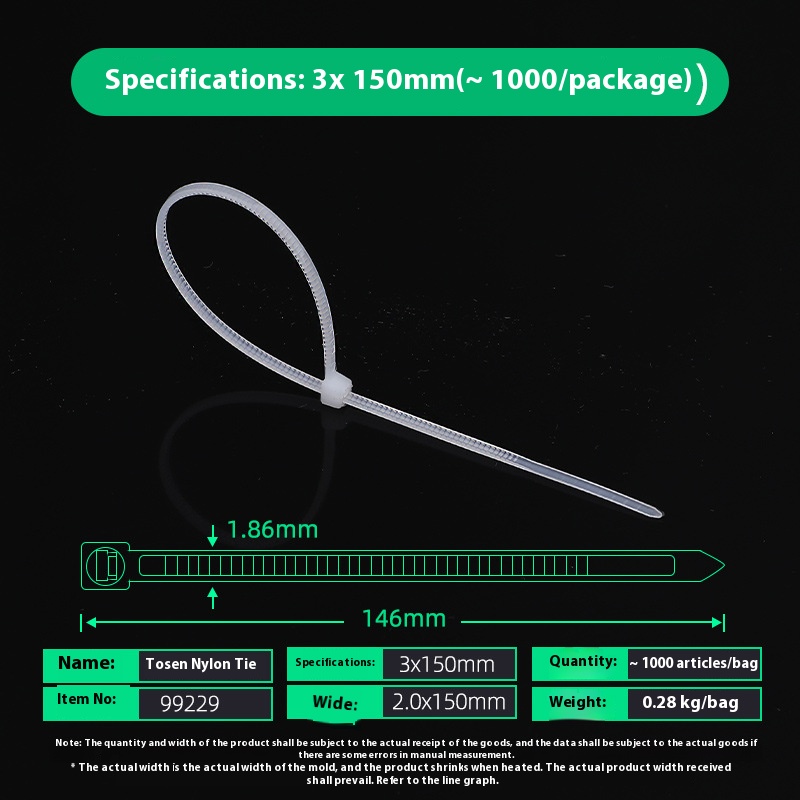 Specifications: 3x 150mm(~ 1000/package))
1.86mm
146mm
Name: Tosen Nylon Tie
Specifications: 3x150mm
Quantity: ~ 1000 articles/bag
Item No: 99229
Wide: 2.0x150mm
Weight: 0.28 kg/bag
Note: The quantity and width of the product shall be subject to the actual receipt of the goods, and the data shall be subject to the actual goods if
there are some errors in manual measurement.
* The actual width is the actual width of the mold, and the product shrinks when heated. The actual product width received
shall prevail. Refer to the line graph.